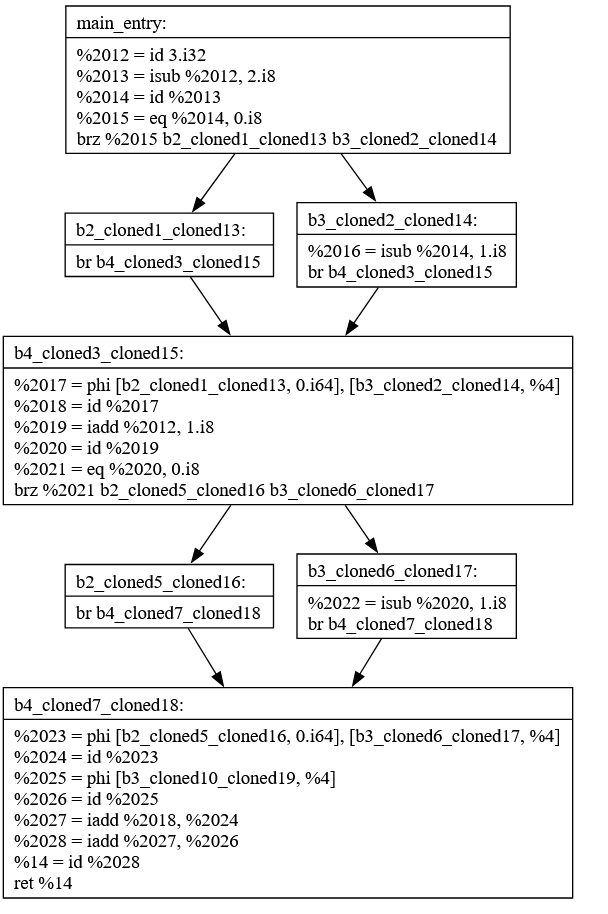 main_entry:
%2012 = id 3.i32
%2013 = isub %2012, 2.i8
%2014 = id %2013
%2015 = eq %2014, 0.i8
brz %2015 b2_cloned1_cloned13 b3_cloned2_cloned14
b2_cloned1_cloned13:
br b4_cloned3_cloned15
b3_cloned2_cloned14:
%2016 = isub %2014, 1.i8
br b4_cloned3_cloned15
b4_cloned3_cloned15:
%2017 = phi [b2_cloned1_cloned13, 0.i64], [b3_cloned2_cloned14, %4]
%2018 = id %2017
%2019 = iadd %2012, 1.i8
%2020 = id %2019
%2021 = eq %2020, 0.i8
brz %2021 b2_cloned5_cloned16 b3_cloned6_cloned17
b2_cloned5_cloned16:
br b4_cloned7_cloned18
b3_cloned6_cloned17:
%2022 = isub %2020, 1.i8
br b4_cloned7_cloned18
b4_cloned7_cloned18:
%2023 = phi [b2_cloned5_cloned16, 0.i64], [b3_cloned6_cloned17, %4]
%2024 = id %2023
%2025 = phi [b3_cloned10_cloned19, %4]
%2026 = id %2025
%2027 = iadd %2018, %2024
%2028 = iadd %2027, %2026
%14 = id %2028
ret %14